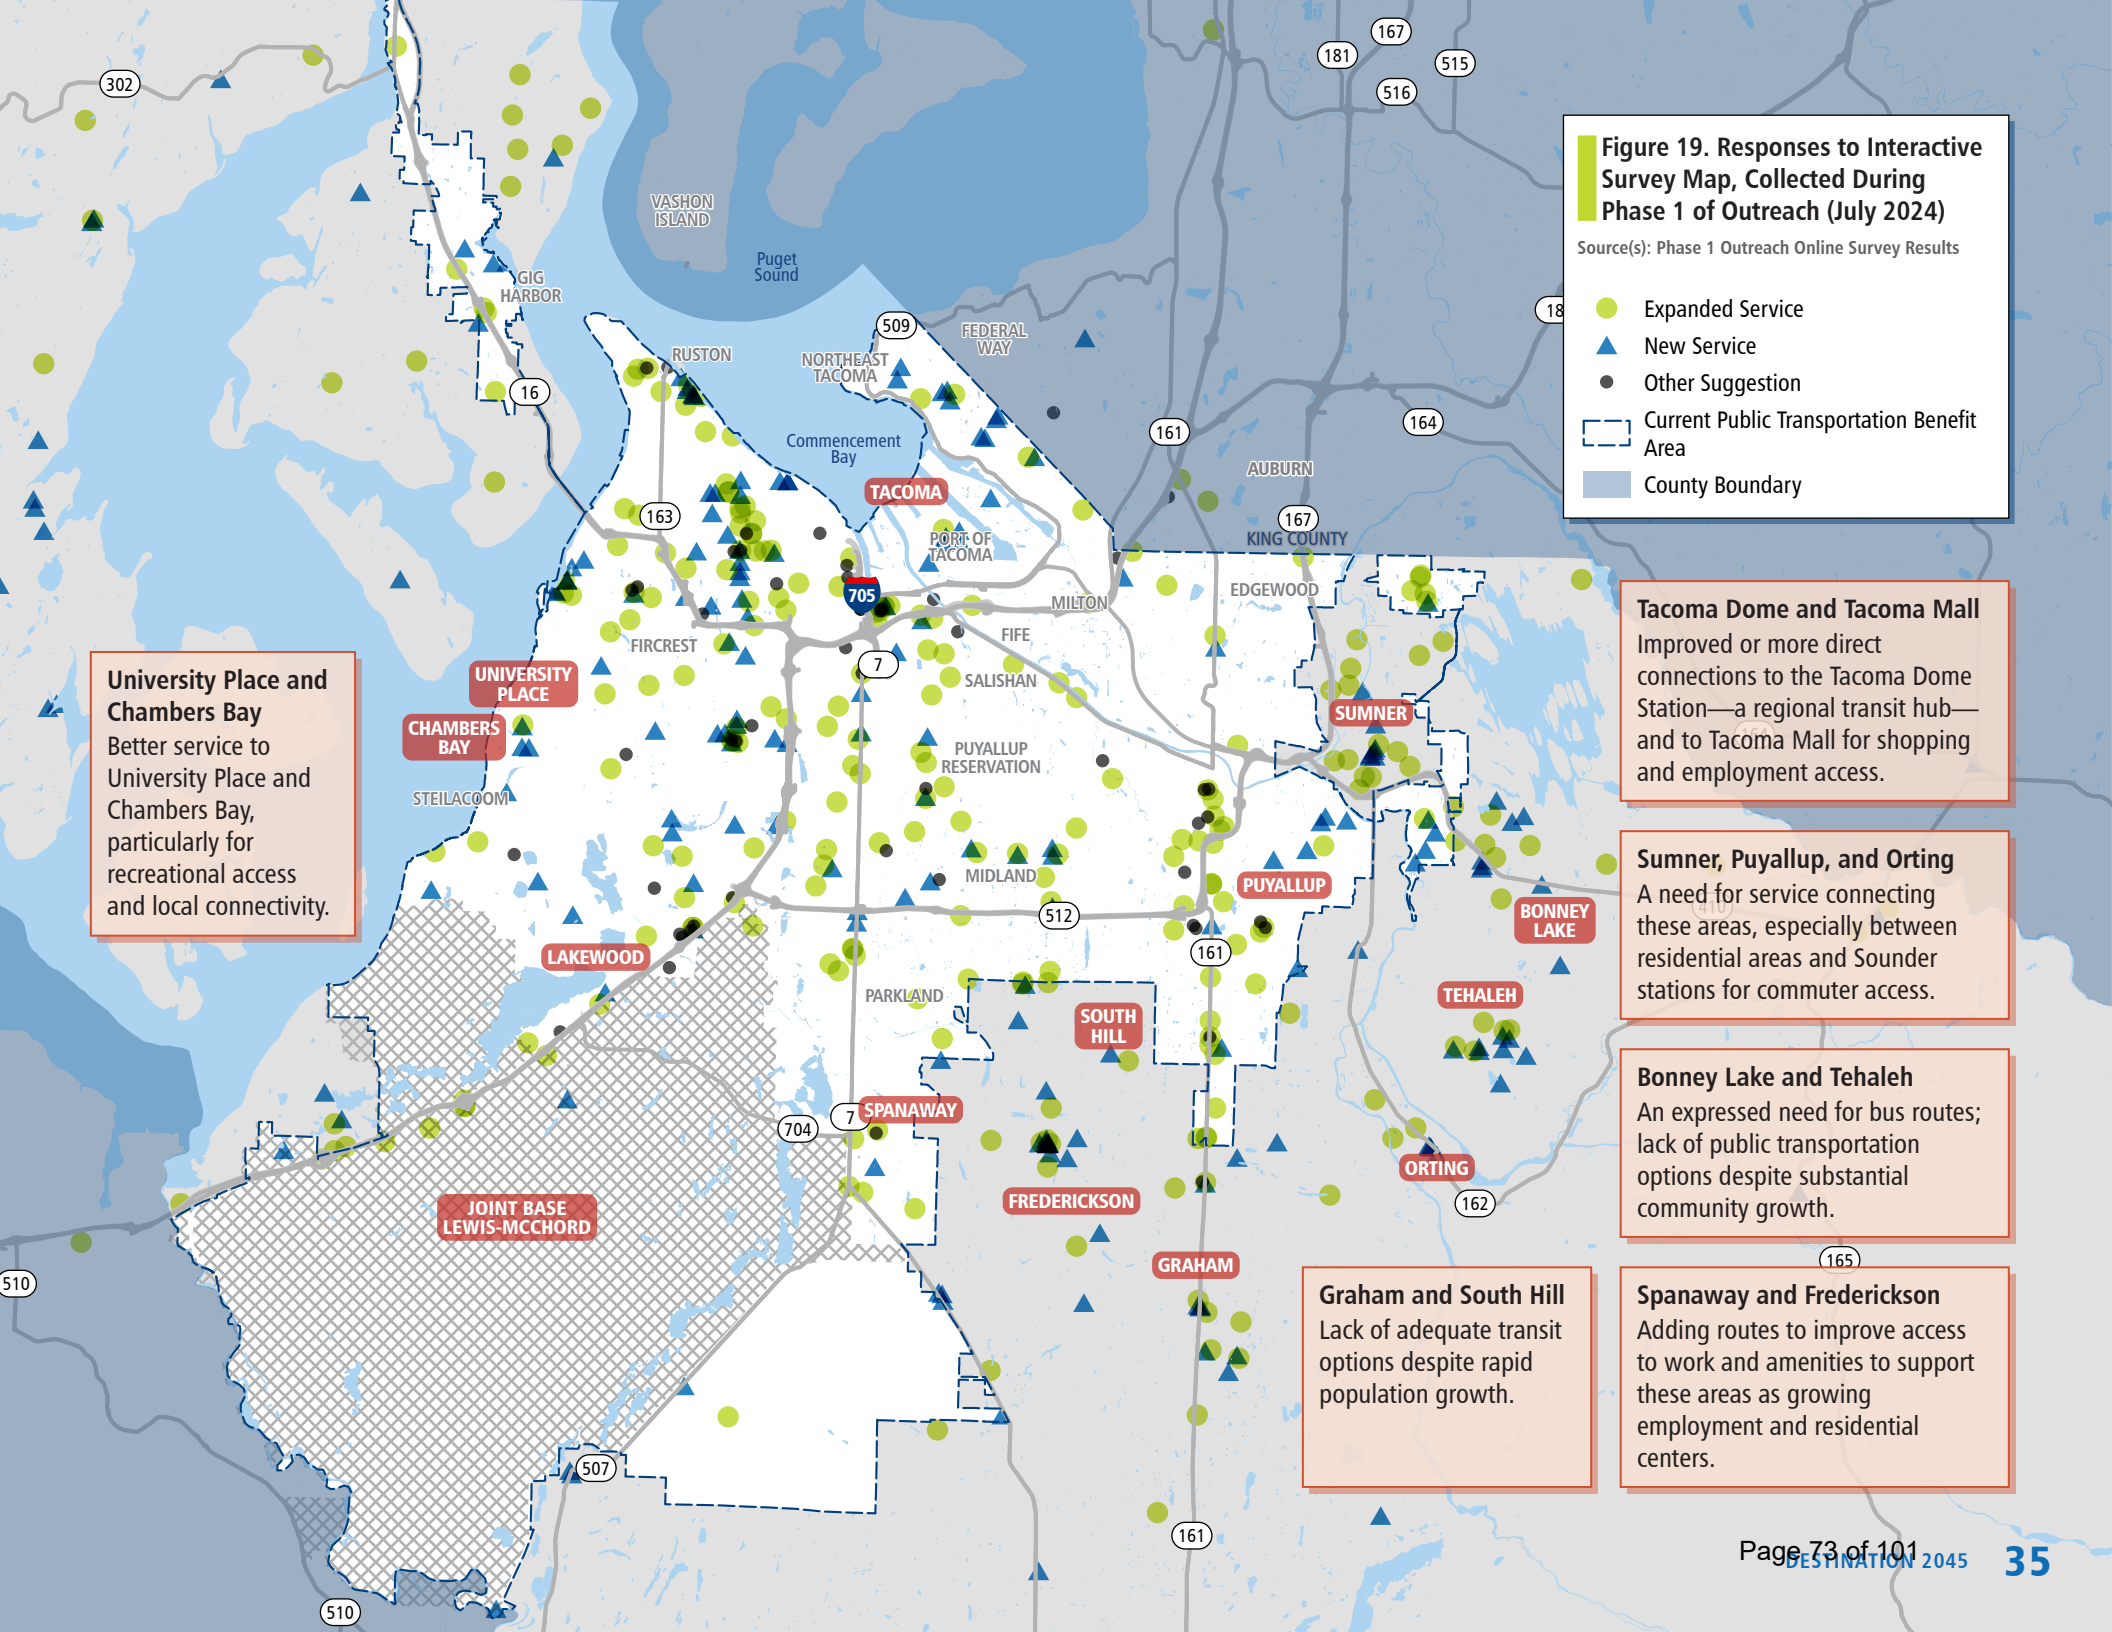 302
167
181
515
516
Figure 19. Responses to Interactive
Survey Map, Collected During
Phase 1 of Outreach (July 2024)
Source(s): Phase 1 Outreach Online Survey Results
Expanded Service
New Service
Other Suggestion
Current Public Transportation Benefit
Area
County Boundary
VASHON
ISLAND
Puget
Sound
GIG
HARBOR
18
509
FEDERAL
WAY
RUSTON
NORTHEAST
TACOMA
16
161
164
Commencement
Bay
AUBURN
TACOMA
163
167
KING COUNTY
PORT OF
TACOMA
705
EDGEWOOD
MILTON
FIFE
FIRCREST
7
SALISHAN
UNIVERSITY
PLACE
CHAMBERS
BAY
SUMNER
PUYALLUP
RESERVATION
STEILACOOM
University Place and
Chambers Bay
Better service to
University Place and
Chambers Bay,
particularly for
recreational access
and local connectivity.
Tacoma Dome and Tacoma Mall
Improved or more direct
connections to the Tacoma Dome
Station—a regional transit hub—
and to Tacoma Mall for shopping
and employment access.
MIDLAND
PUYALLUP
512
BONNEY
LAKE
410
Sumner, Puyallup, and Orting
A need for service connecting
these areas, especially between
residential areas and Sounder
stations for commuter access.
LAKEWOOD
161
PARKLAND
TEHALEH
SOUTH
HILL
Bonney Lake and Tehaleh
An expressed need for bus routes;
lack of public transportation
options despite substantial
community growth.
7
SPANAWAY
704
ORTING
162
FREDERICKSON
JOINT BASE
LEWIS-MCCHORD
GRAHAM
165
510
Graham and South Hill
Lack of adequate transit
options despite rapid
population growth.
Spanaway and Frederickson
Adding routes to improve access
to work and amenities to support
these areas as growing
employment and residential
centers.
507
161
510
Page 73 of 101
DESTINATION 2045 35